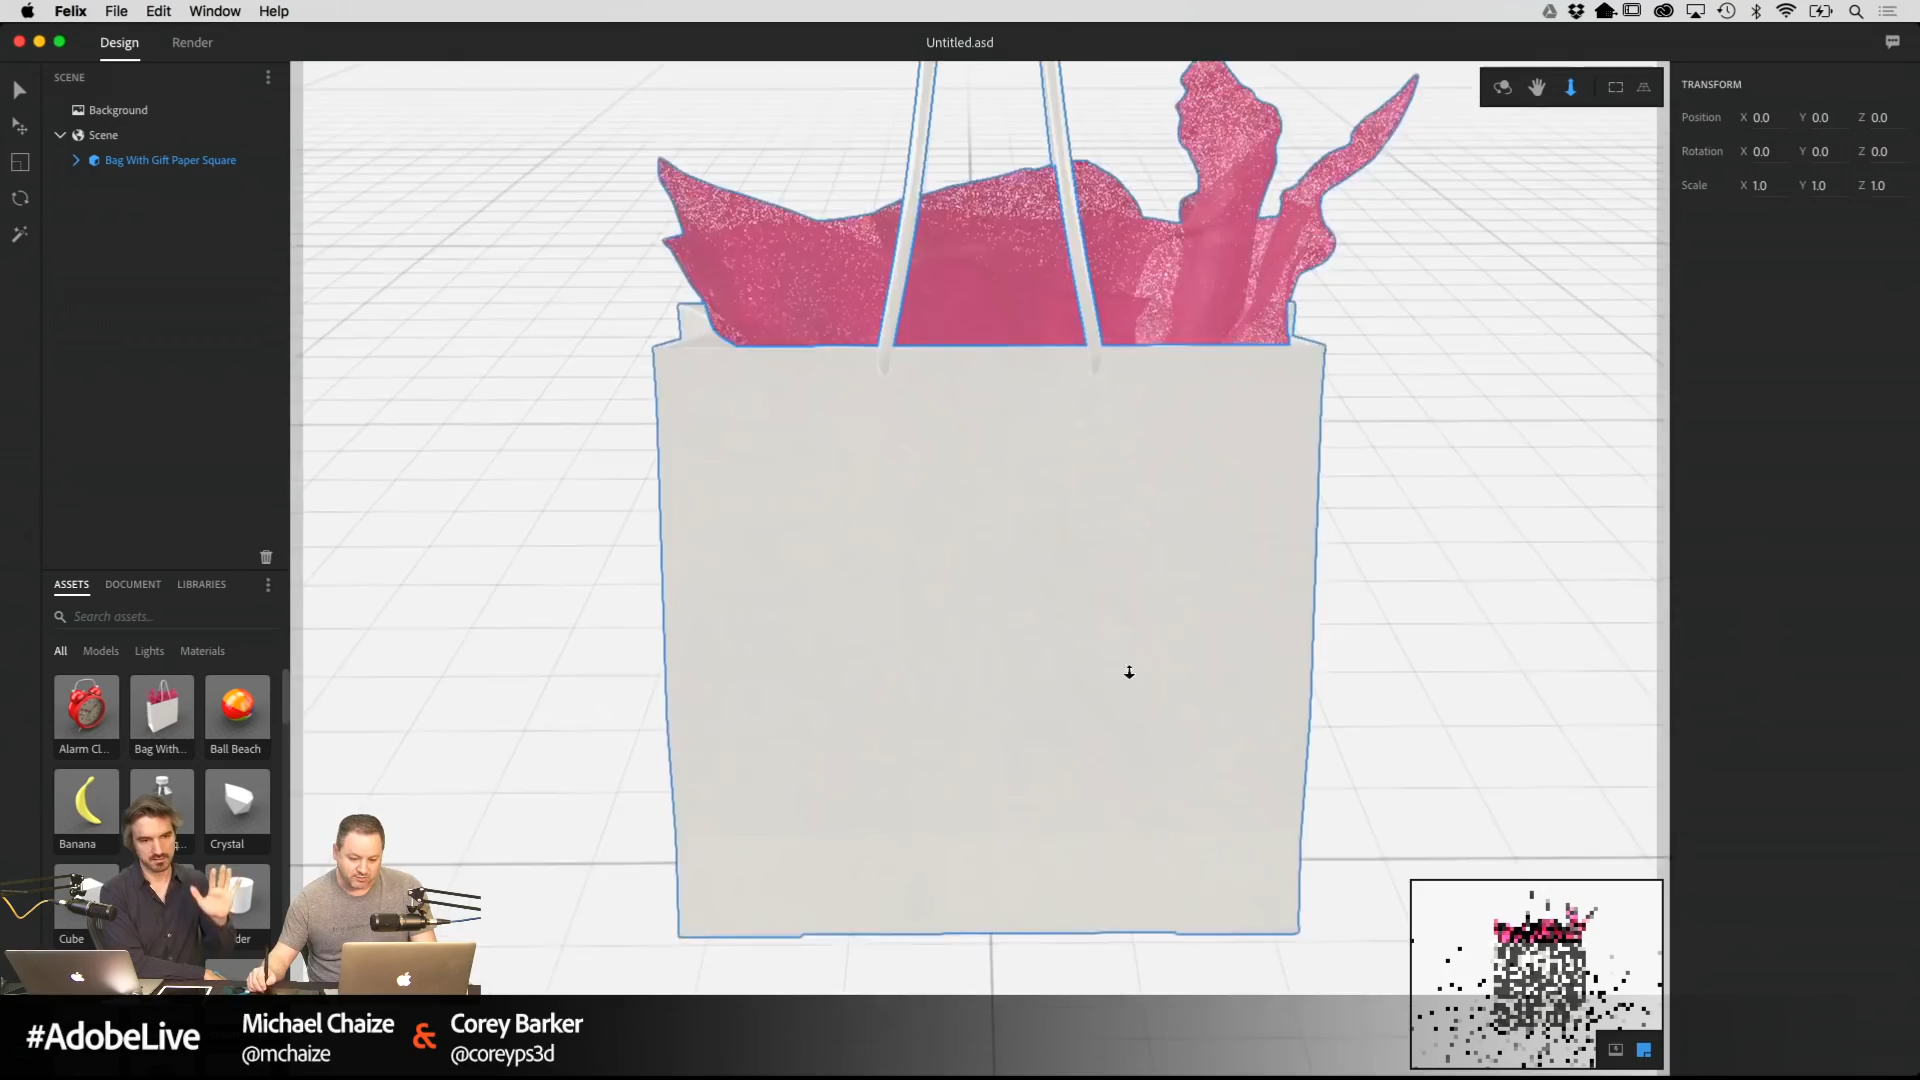 Felix File Edit Window Help
Design Render Untitled.asd
SCENE
Background
Scene
Bag With Gift Paper Square
ASSETS DOCUMENT LIBRARIES
Search assets...
All Models Lights Materials
Alarm Cl... Bag With... Ball Beach
Banana ... Crystal
Cube der
TRANSFORM
Position X 0.0 Y 0.0 Z 0.0
Rotation X 0.0 Y 0.0 Z 0.0
Scale X 1.0 Y 1.0 Z 1.0
#AdobeLive
Michael Chaize & Corey Barker
@mchaize @coreyps3d